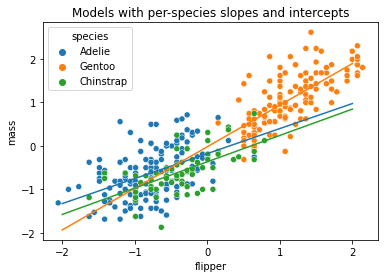 Models with per-species slopes and intercepts
species
Adelie
Gentoo
Chinstrap
mass
2
1
0
−1
−2
−2
−1
0
1
2
flipper